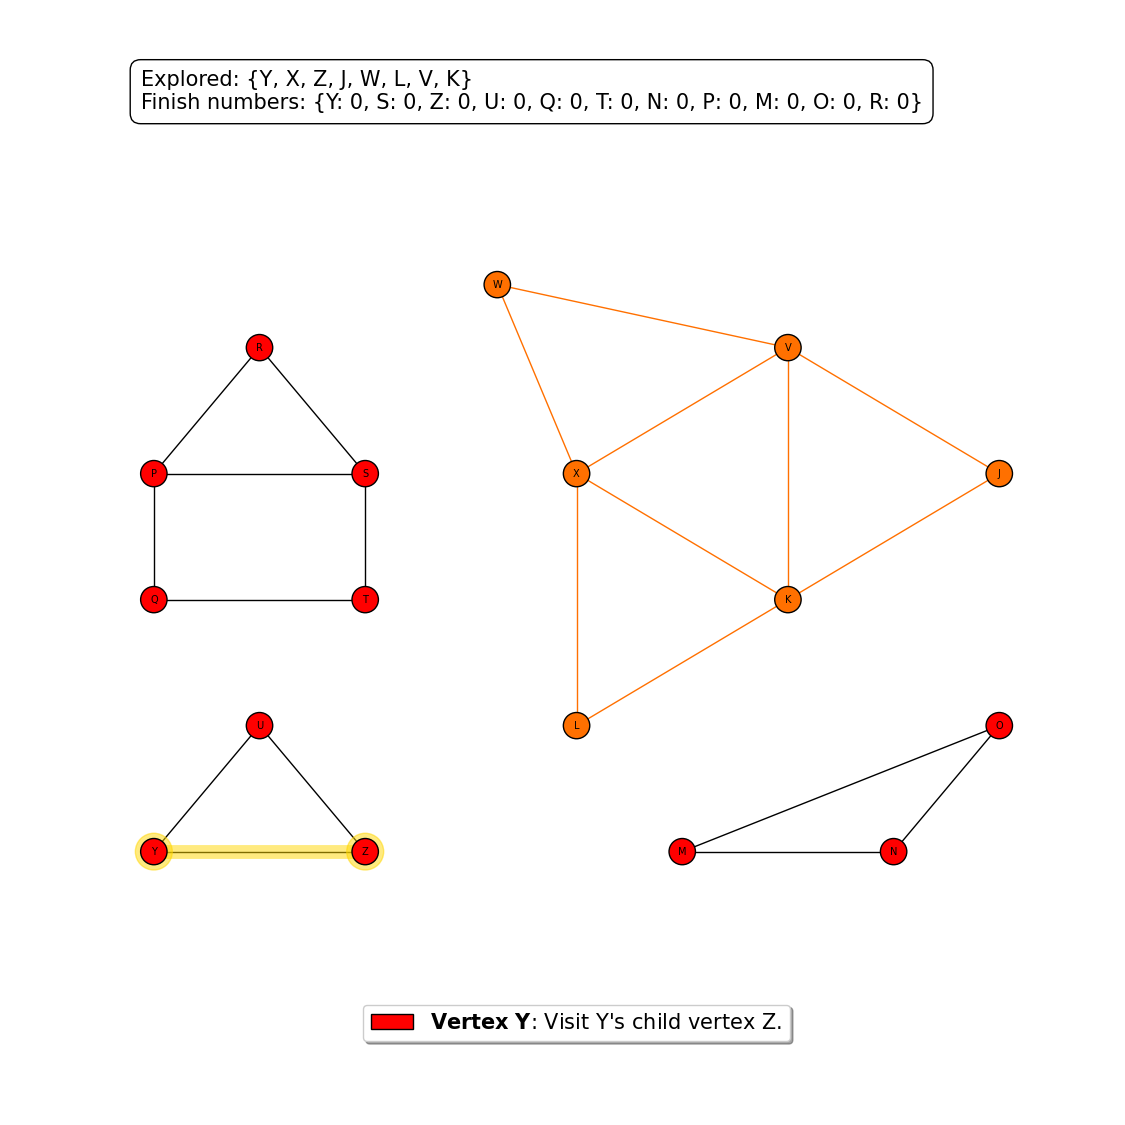 Explored: {Y, X, Z, J, W, L, V, K}
Finish numbers: {Y: 0, S: 0, Z: 0, U: 0, Q: 0, T: 0, N: 0, P: 0, M: 0, O: 0, R: 0}
W
R
V
P
S
X
J
Q
T
K
U
L
O
Y
Z
M
N
Vertex Y: Visit Y's child vertex Z.